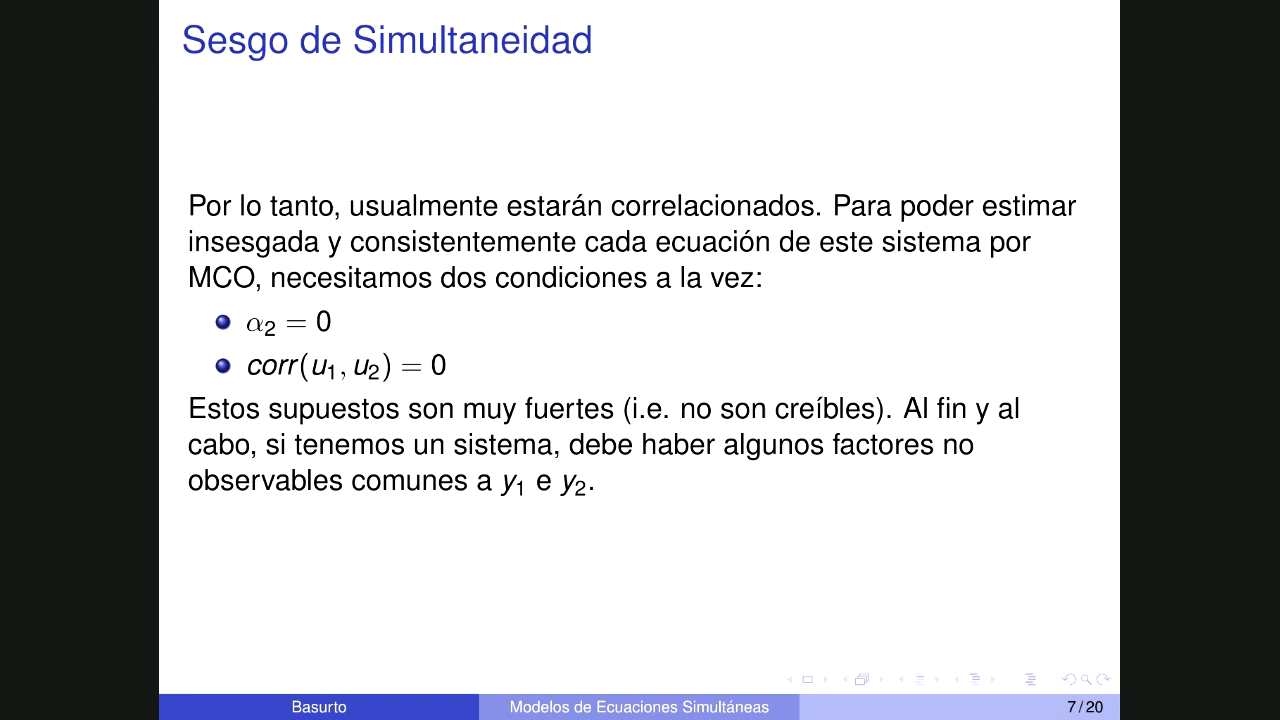 Sesgo de Simultaneidad
Por lo tanto, usualmente estarán correlacionados. Para poder estimar
insesgada y consistentemente cada ecuación de este sistema por
MCO, necesitamos dos condiciones a la vez:
α₂ = 0
corr(u₁, u₂) = 0
Estos supuestos son muy fuertes (i.e. no son creíbles). Al fin y al
cabo, si tenemos un sistema, debe haber algunos factores no
observables comunes a y₁ e y₂.
Basurto Modelos de Ecuaciones Simultáneas 7 / 20